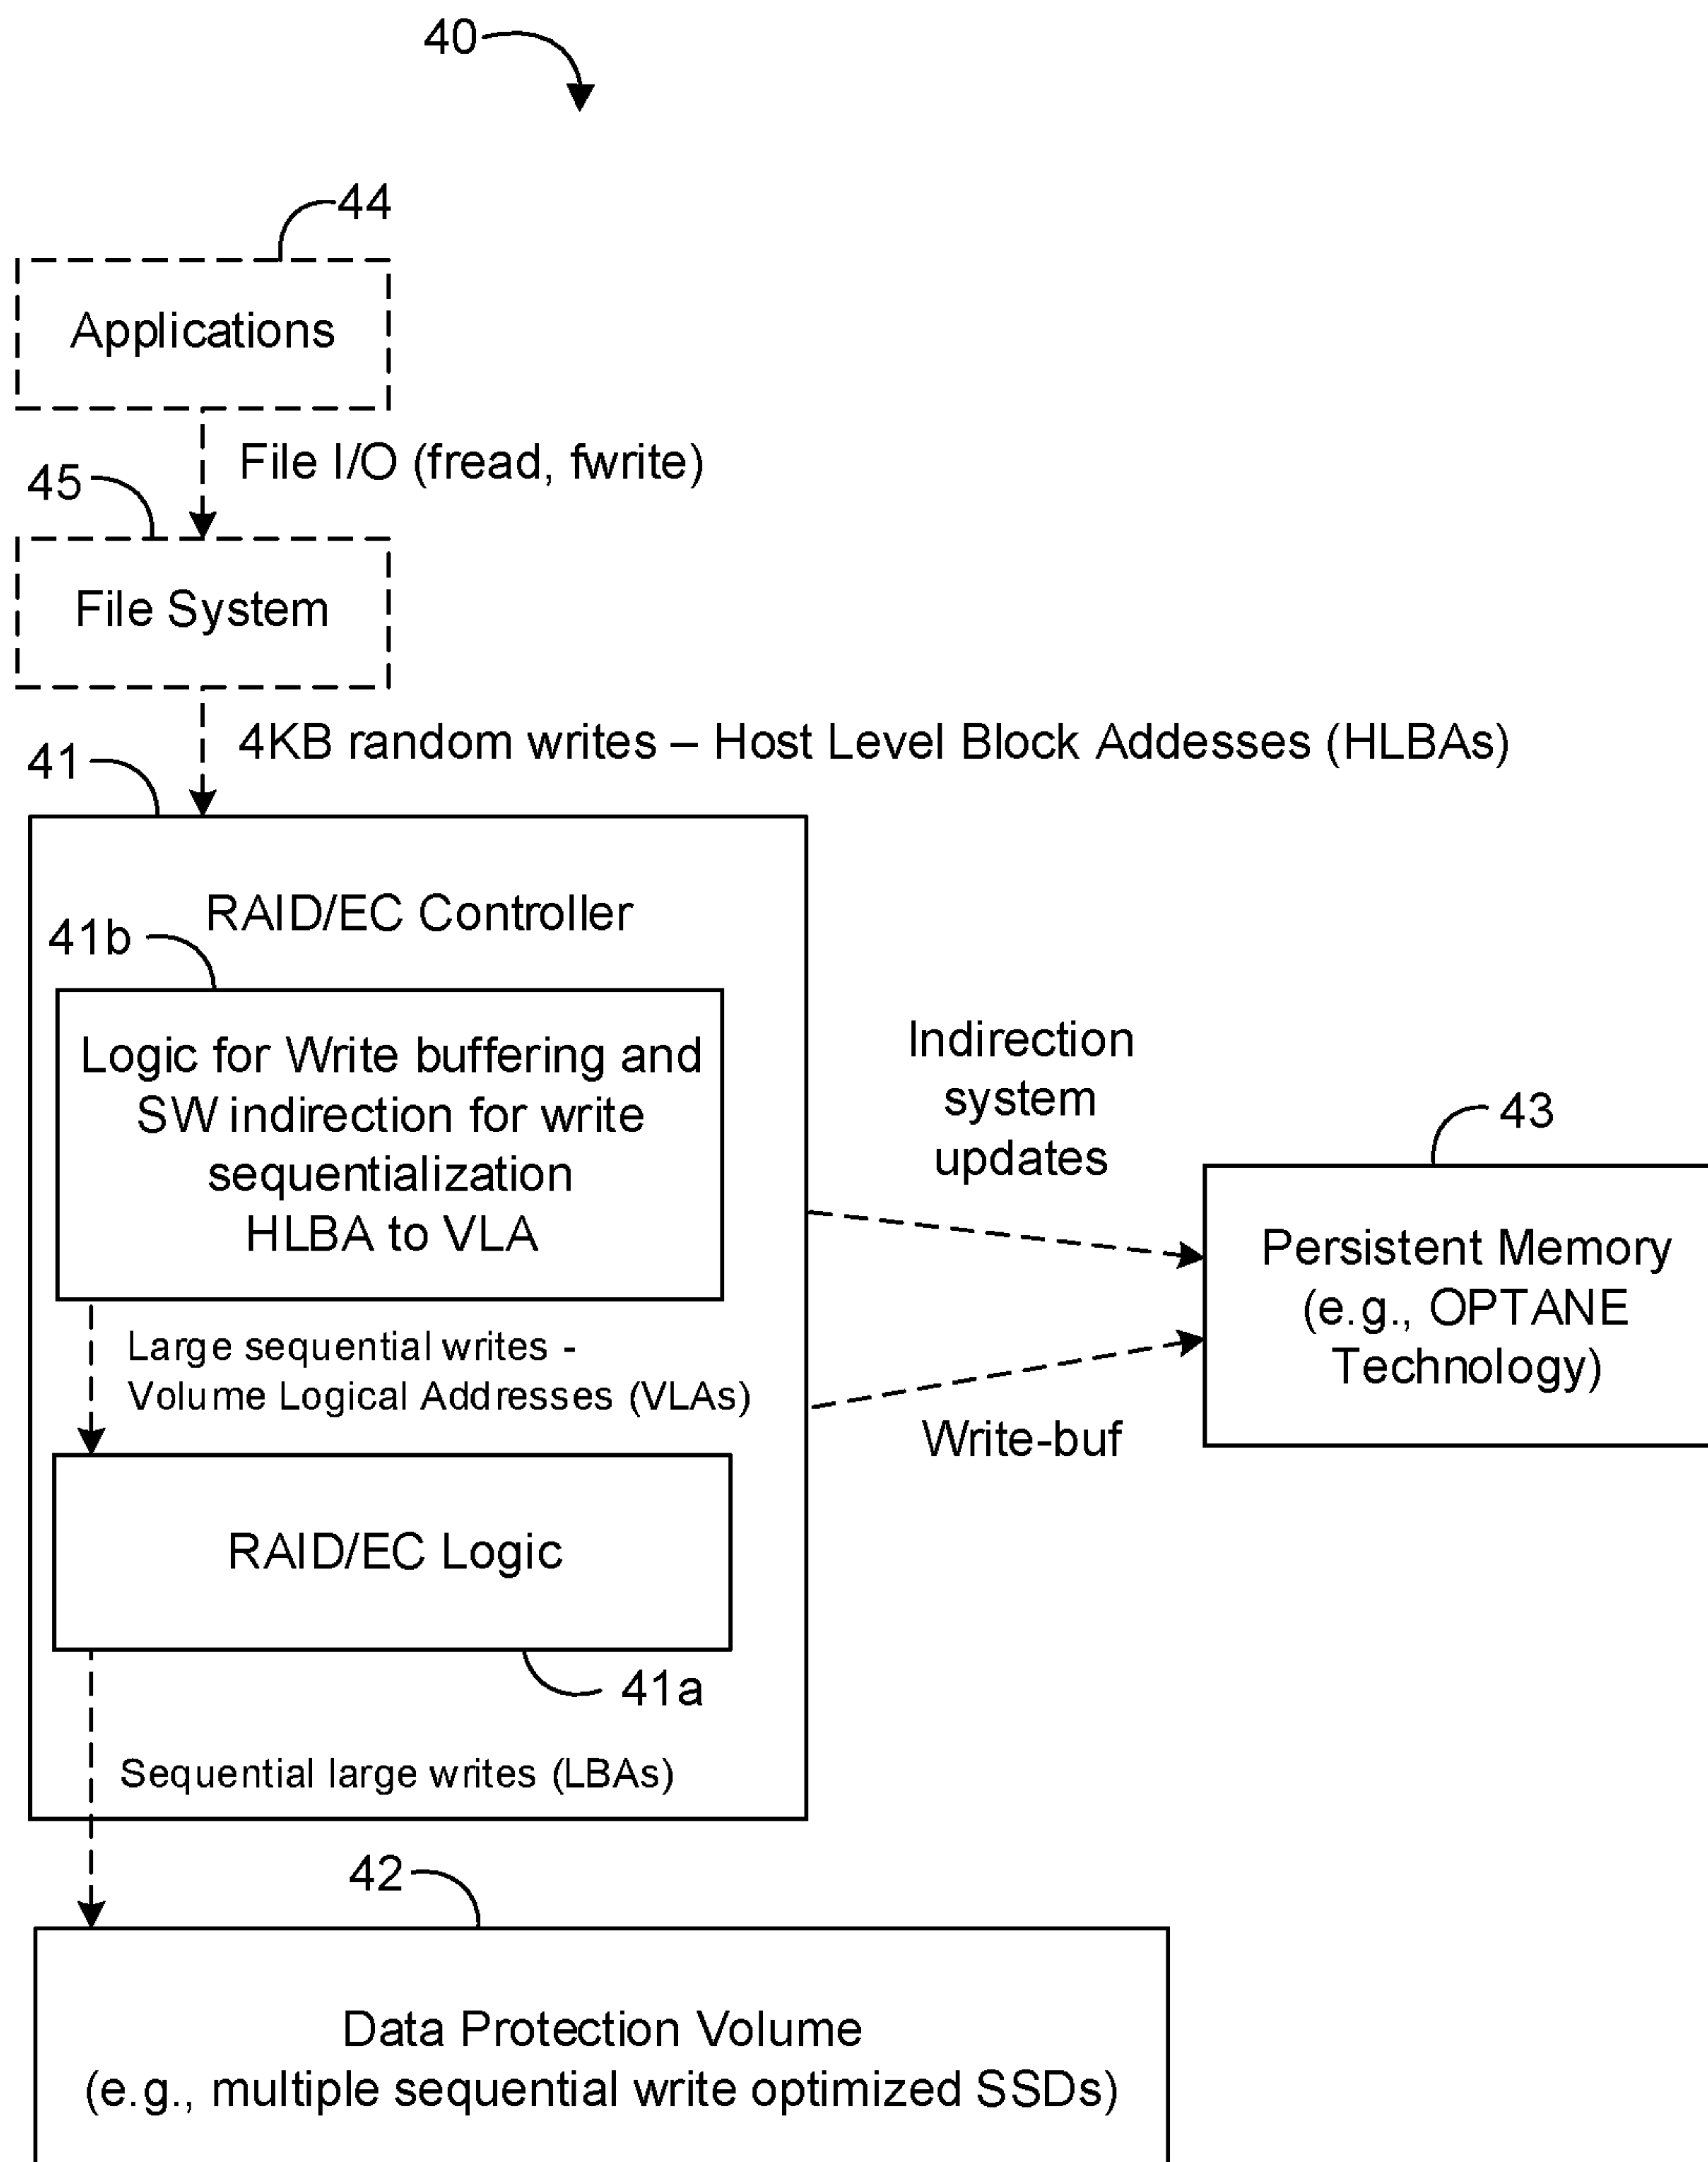 40
44
Applications
File I/O (fread, fwrite)
45
File System
4KB random writes – Host Level Block Addesses (HLBAs)
41
RAID/EC Controller
41b
Logic for Write buffering and
SW indirection for write
sequentialization
HLBA to VLA
Indirection
system
updates
43
Persistent Memory
(e.g., OPTANE
Technology)
Large sequential writes -
Volume Logical Addresses (VLAs)
Write-buf
RAID/EC Logic
41a
Sequential large writes (LBAs)
42
Data Protection Volume
(e.g., multiple sequential write optimized SSDs)